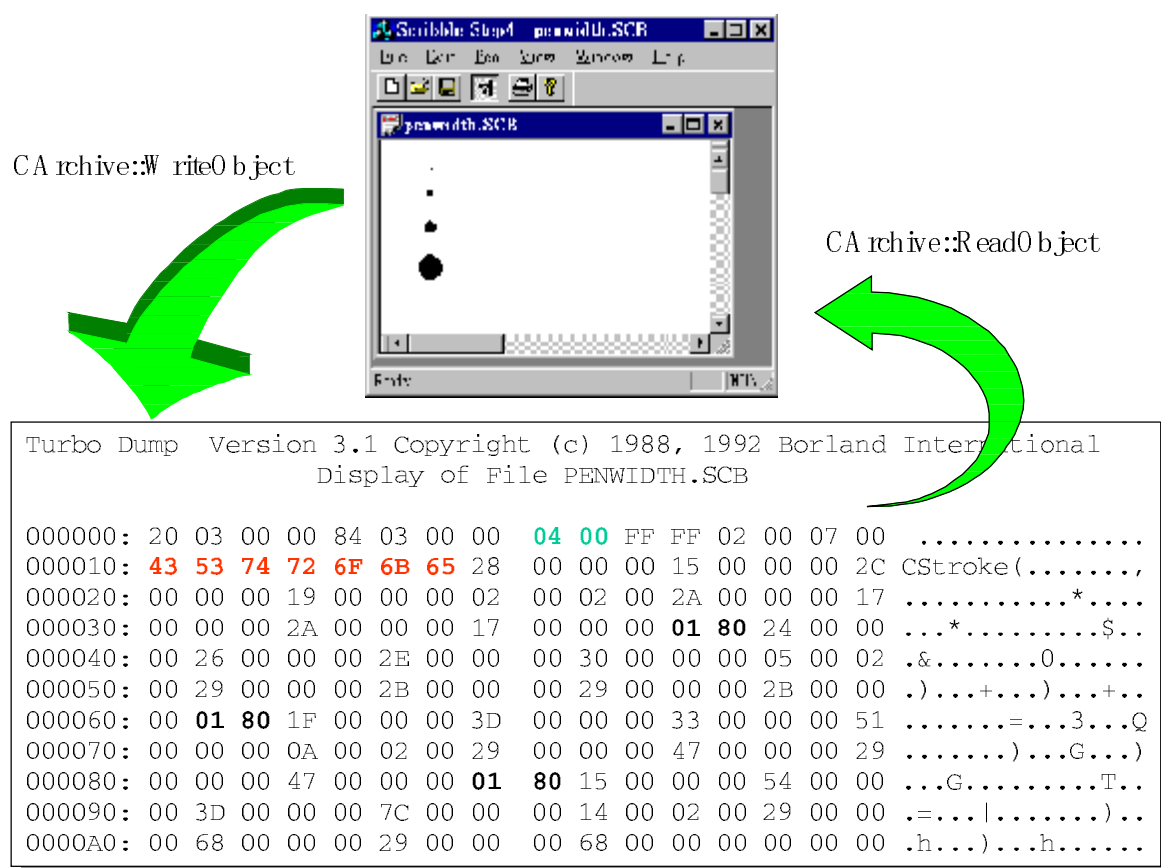 Scribble Step4 penwidth.SCB
View Window
penwidth.SCB
CArchive::WriteObject
CArchive::ReadObject
Ready
Turbo Dump Version 3.1 Copyright (c) 1988, 1992 Borland International
Display of File PENWIDTH.SCB
000000: 20 03 00 00 84 03 00 00 04 00 FF FF 02 00 07 00 ................
000010: 43 53 74 72 6F 6B 65 28 00 00 00 15 00 00 00 2C CStroke(.......,
000020: 00 00 00 19 00 00 00 02 00 02 00 2A 00 00 00 17 ...........*....
000030: 00 00 00 2A 00 00 00 17 00 00 00 01 80 24 00 00 ...*.........$..
000040: 00 26 00 00 00 2E 00 00 00 30 00 00 00 05 00 02 .&.......0......
000050: 00 29 00 00 00 2B 00 00 00 29 00 00 00 2B 00 00 .)...+...)...+..
000060: 00 01 80 1F 00 00 00 3D 00 00 00 33 00 00 00 51 .......=...3...Q
000070: 00 00 00 0A 00 02 00 29 00 00 00 47 00 00 00 29 .......)...G...)
000080: 00 00 00 47 00 00 00 01 80 15 00 00 00 54 00 00 ...G.........T..
000090: 00 3D 00 00 00 7C 00 00 00 14 00 02 00 29 00 00 .=...|.......)..
0000A0: 00 68 00 00 00 29 00 00 00 68 00 00 00 00 00 00 .h...)...h......